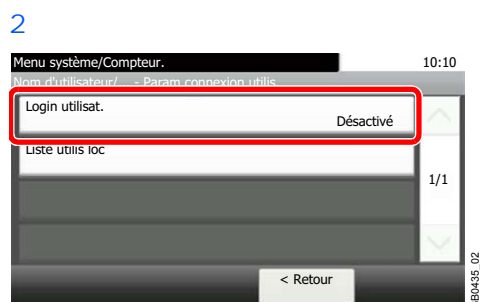 2
Menu système/Compteur. 10:10
Nom d'utilisateur/... - Param connexion utilis
Login utilisat.
Désactivé
Liste utilis loc
1/1
< Retour
B0435_02